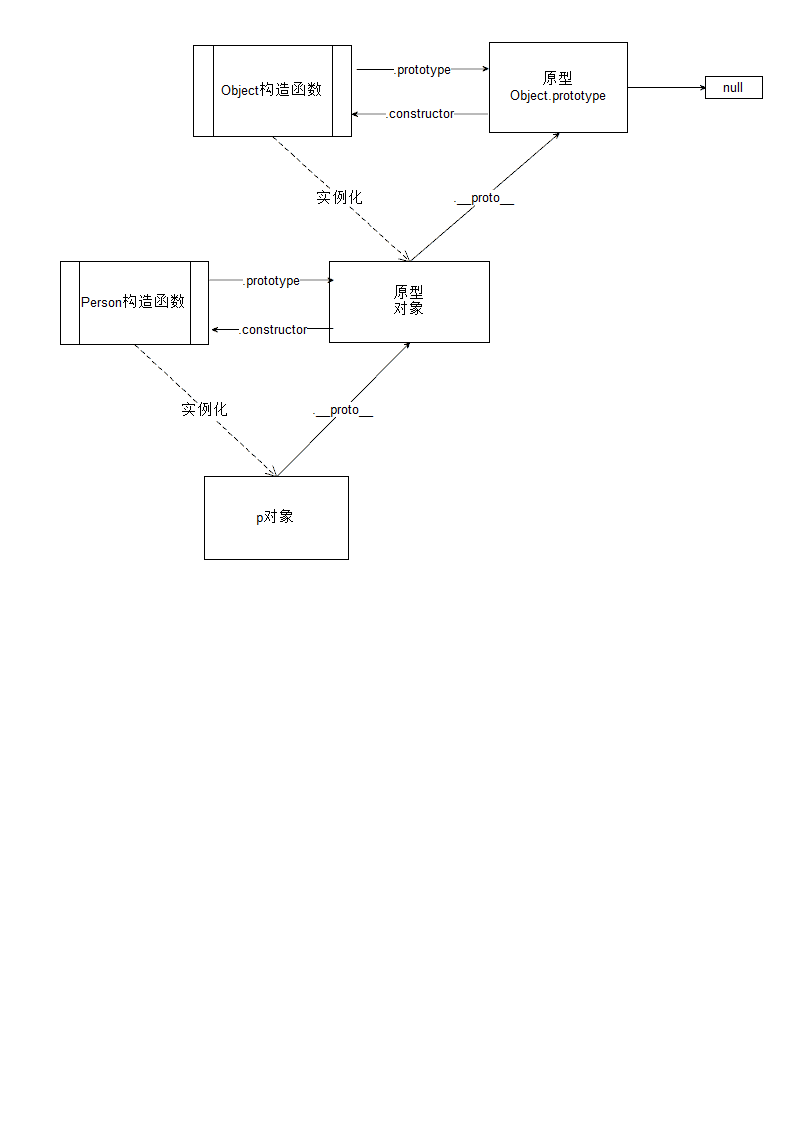 Object构造函数
.prototype
.constructor
原型
Object.prototype
null
实例化
.__proto__
Person构造函数
.prototype
.constructor
原型
对象
实例化
.__proto__
p对象